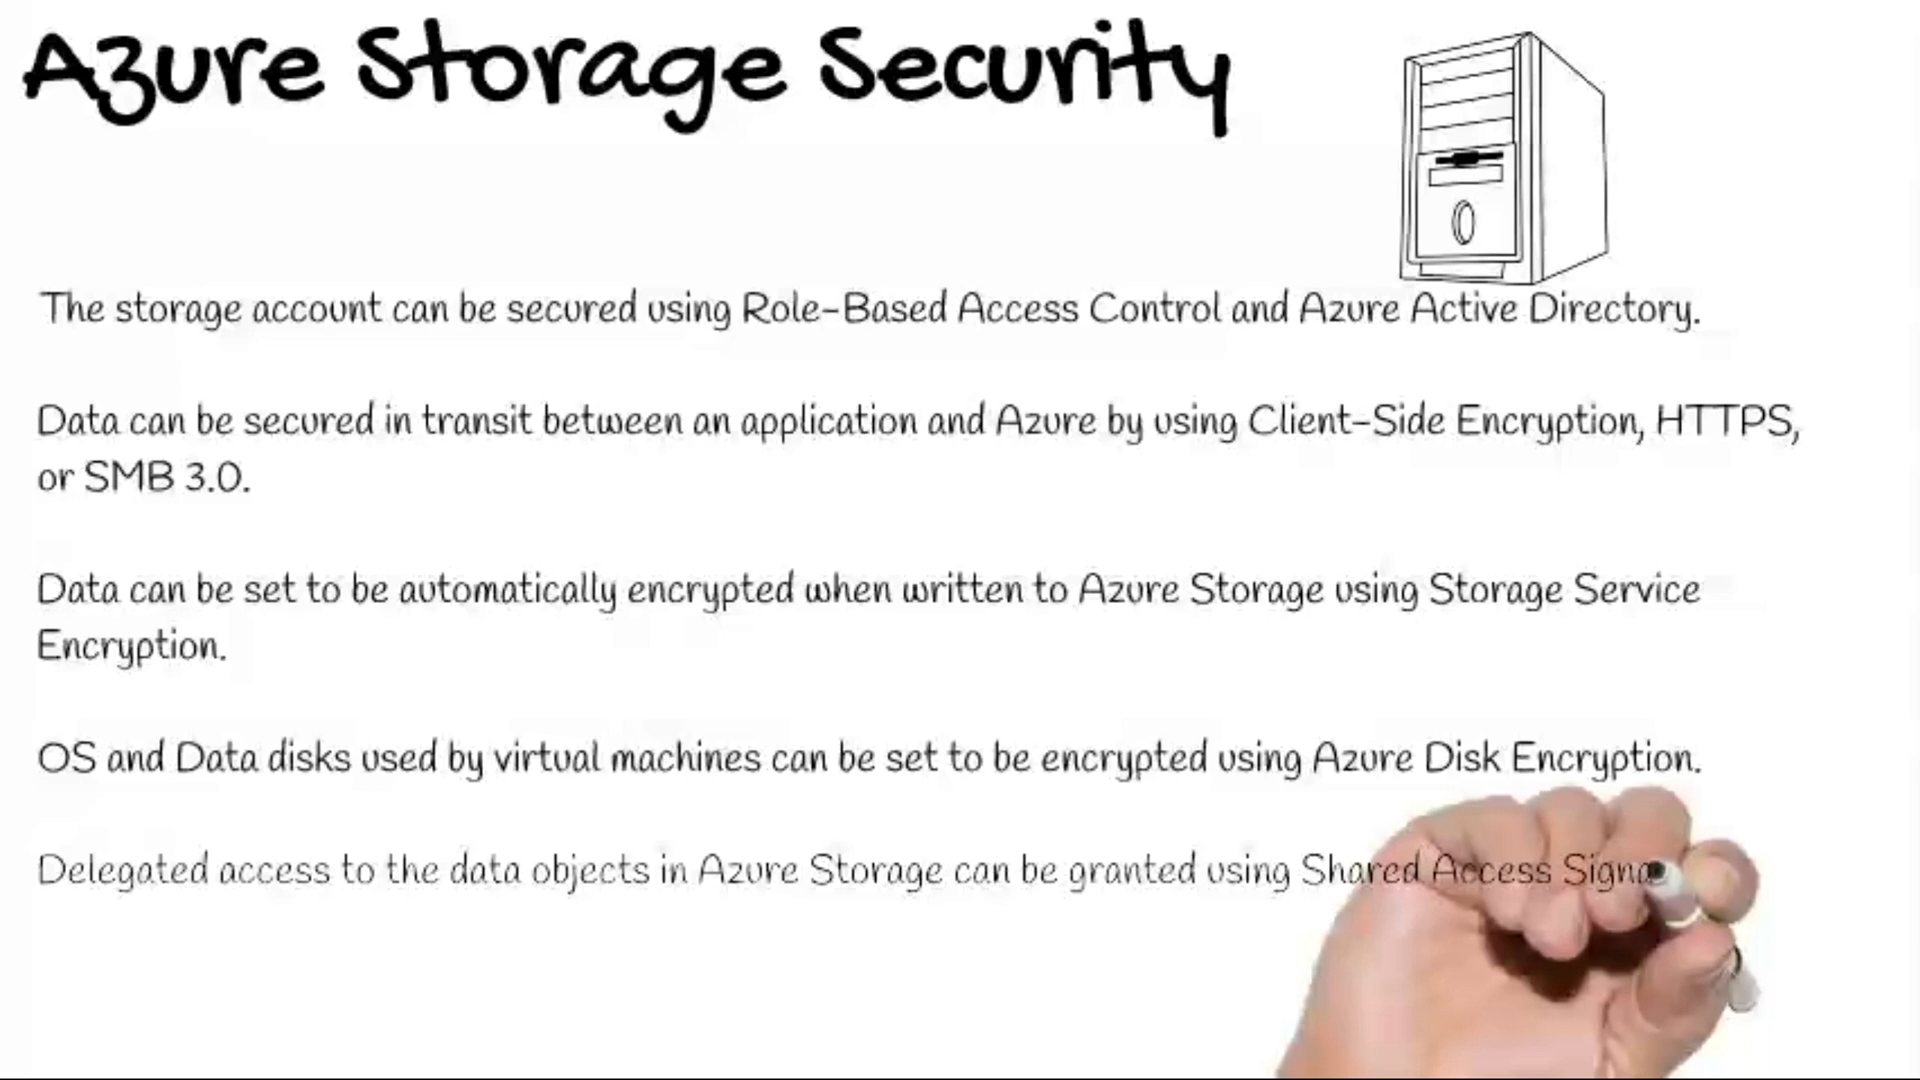 Azure Storage Security
The storage account can be secured using Role-Based Access Control and Azure Active Directory.
Data can be secured in transit between an application and Azure by using Client-Side Encryption, HTTPS,
or SMB 3.0.
Data can be set to be automatically encrypted when written to Azure Storage using Storage Service
Encryption.
OS and Data disks used by virtual machines can be set to be encrypted using Azure Disk Encryption.
Delegated access to the data objects in Azure Storage can be granted using Shared Access Signa